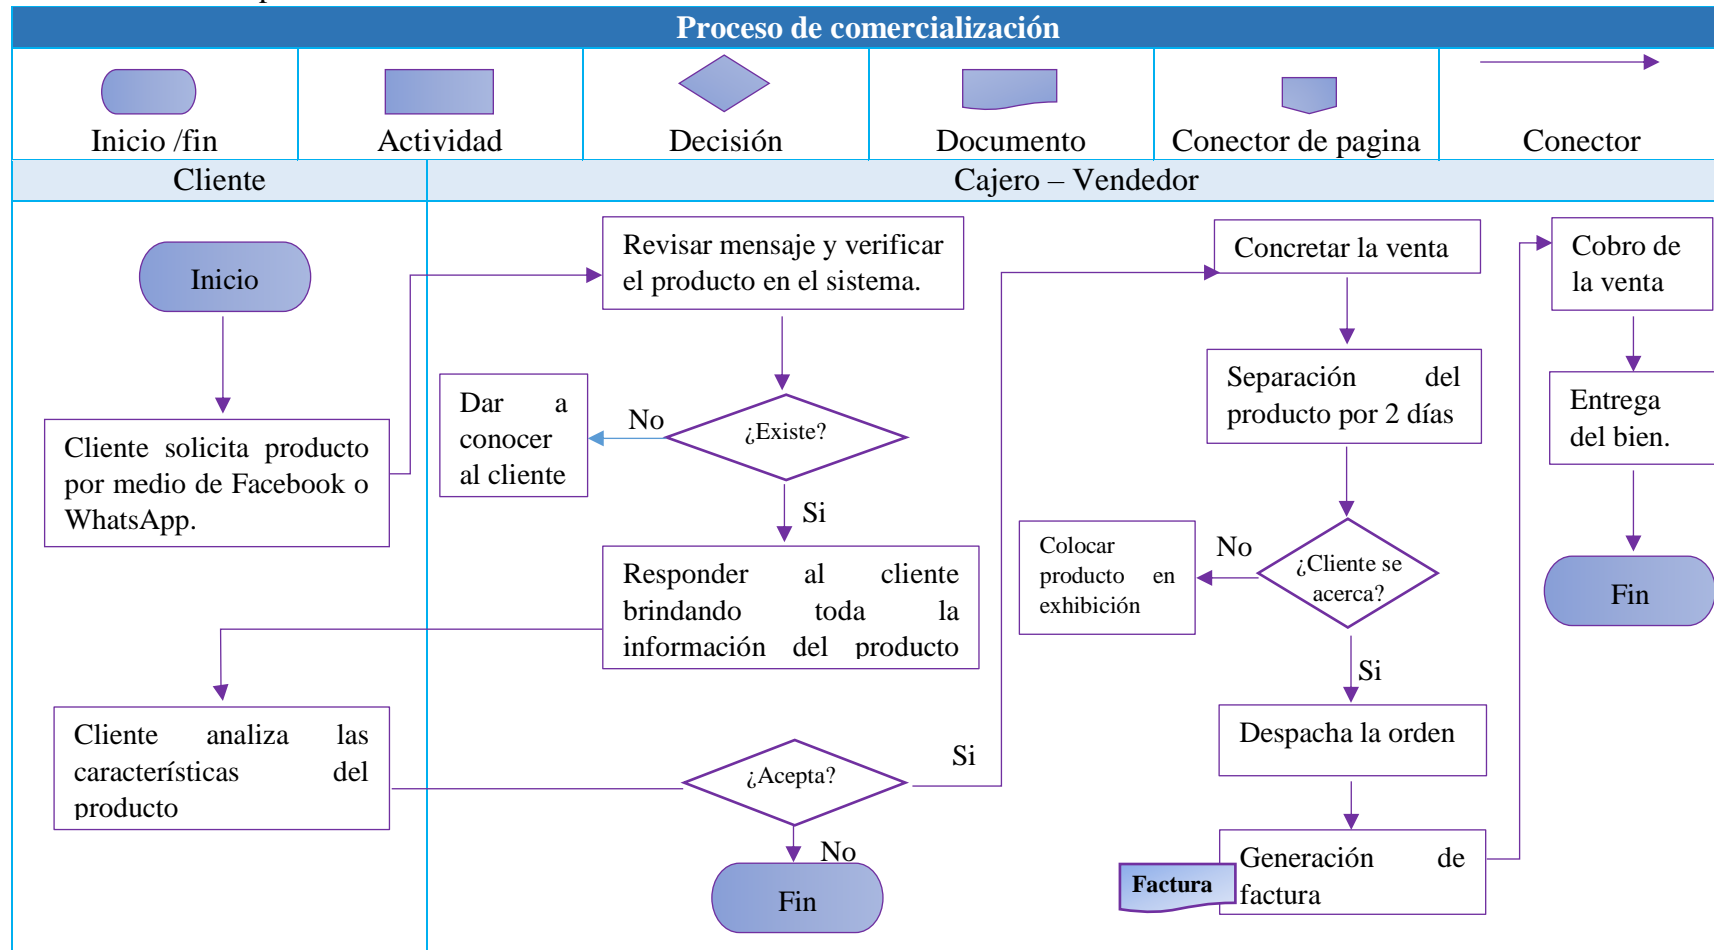 Proceso de comercialización
Inicio /fin
Actividad
Decisión
Documento
Conector de pagina
Conector
Cliente
Cajero – Vendedor
Inicio
Cliente solicita producto
por medio de Facebook o
WhatsApp.
Revisar mensaje y verificar
el producto en el sistema.
¿Existe?
No
Dar a
conocer
al cliente
Si
Responder al cliente
brindando toda la
información del producto
Cliente analiza las
características del
producto
¿Acepta?
Si
No
Fin
Concretar la venta
Separación del
producto por 2 días
¿Cliente se
acerca?
No
Colocar
producto en
exhibición
Si
Despacha la orden
Generación de
factura
Factura
Cobro de
la venta
Entrega
del bien.
Fin